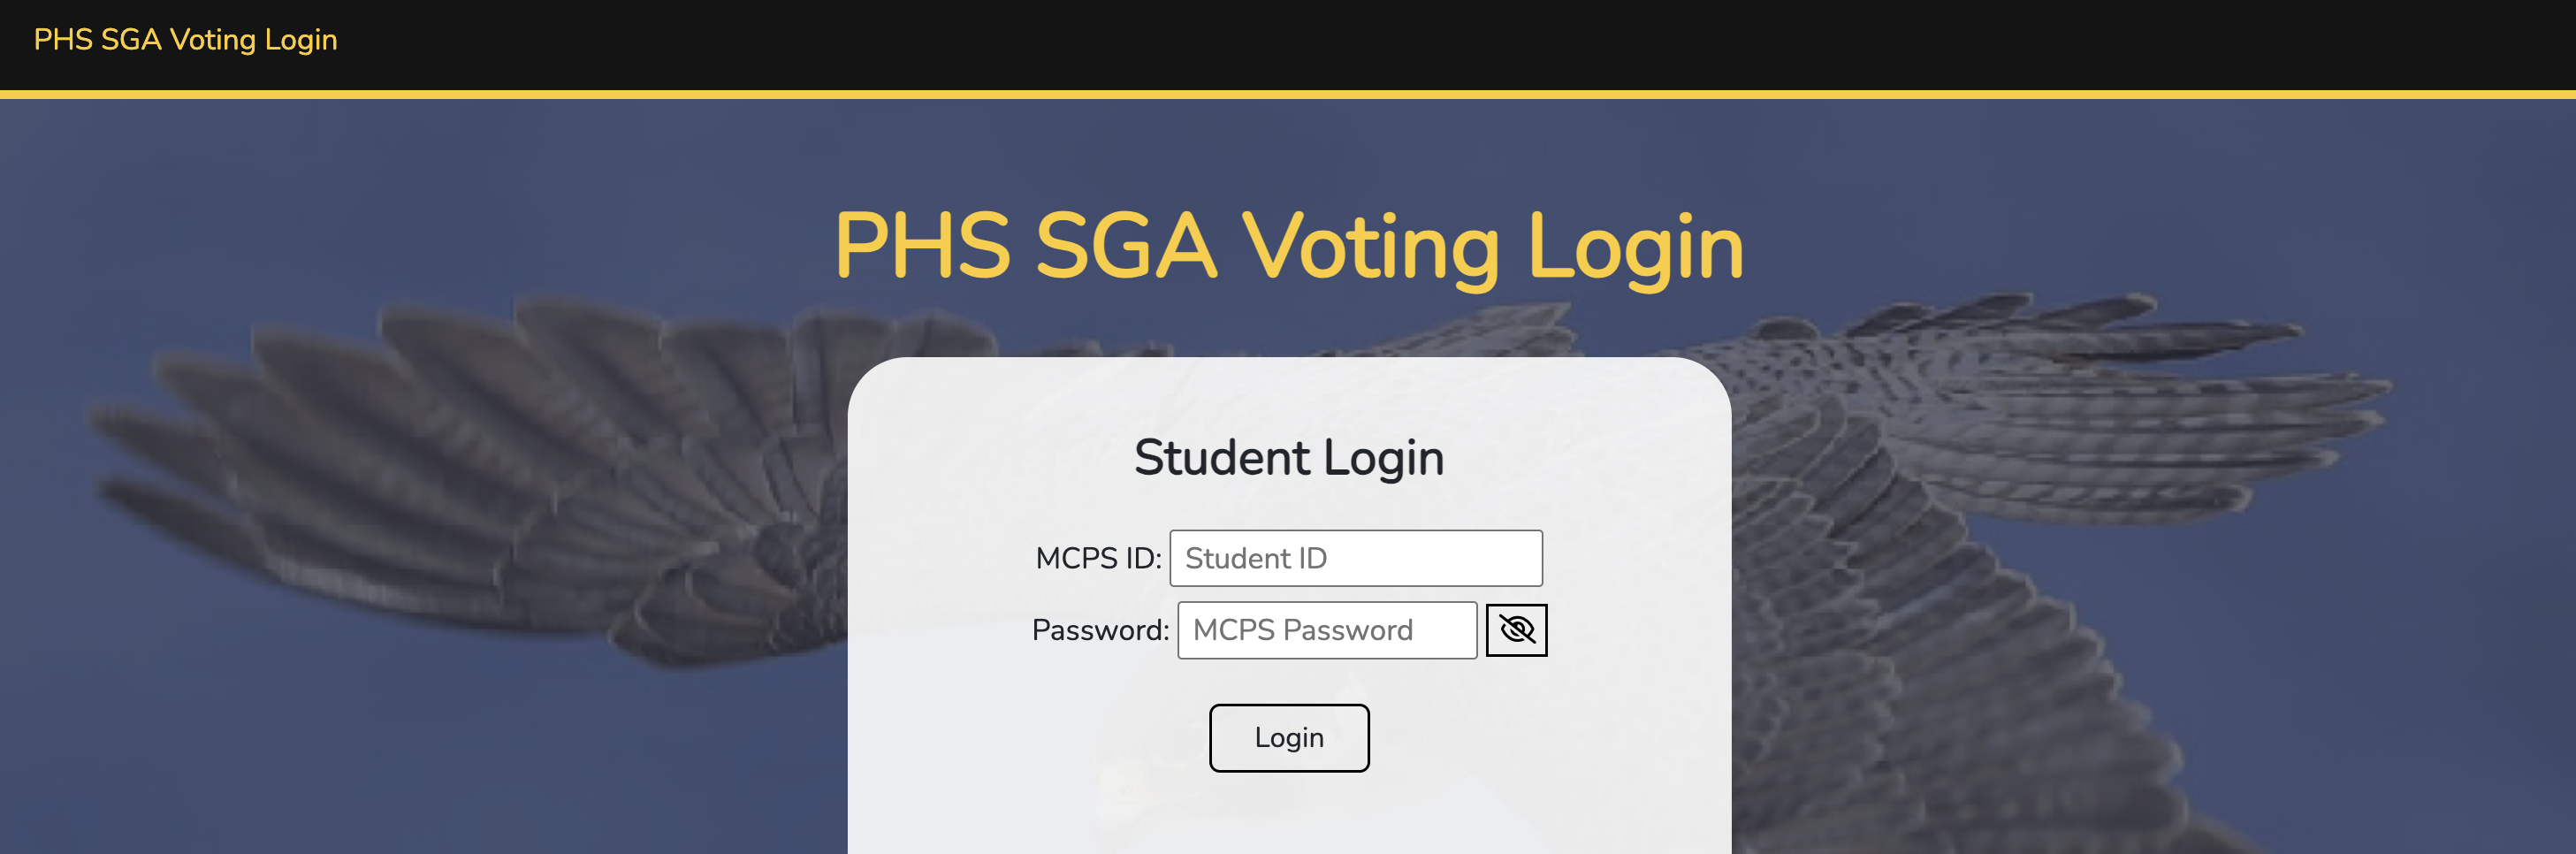 PHS SGA Voting Login
PHS SGA Voting Login
Student Login
MCPS ID: Student ID
Password: MCPS Password
Login